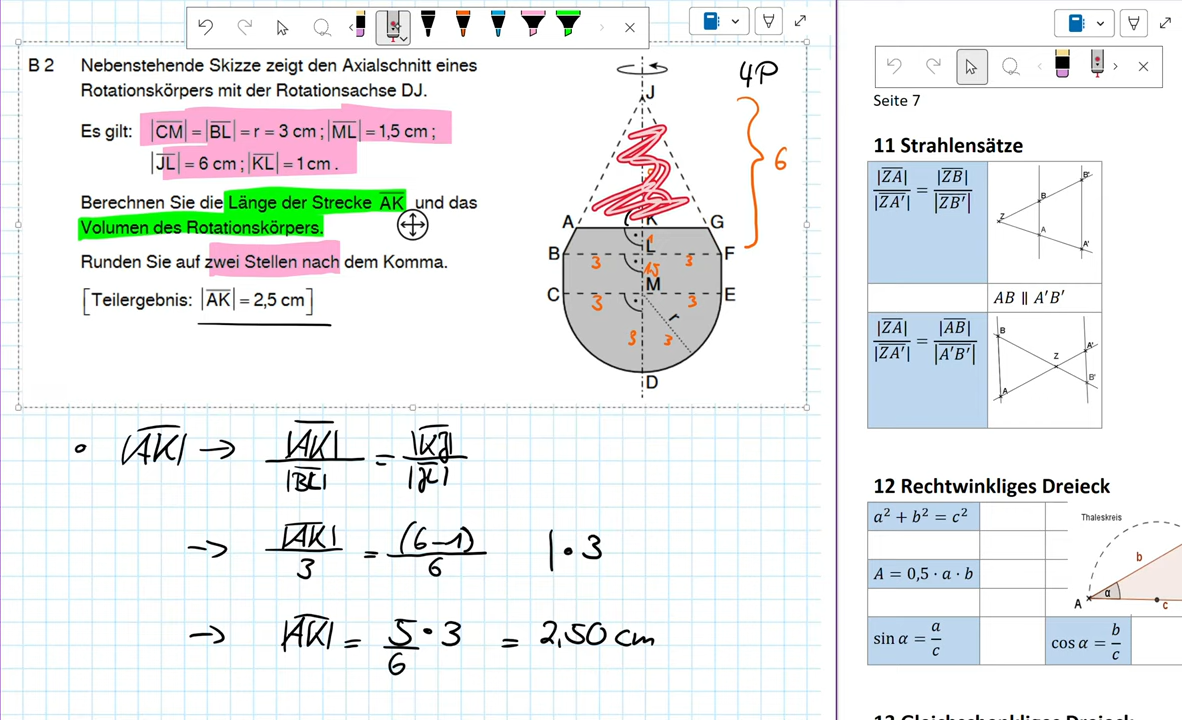 B 2 Nebenstehende Skizze zeigt den Axialschnitt eines
Rotationskörpers mit der Rotationsachse DJ.
Es gilt: |CM| = |BL| = r = 3 cm ; |ML| = 1,5 cm ;
|JL| = 6 cm ; |KL| = 1 cm .
Berechnen Sie die Länge der Strecke AK und das
Volumen des Rotationskörpers.
Runden Sie auf zwei Stellen nach dem Komma.
[Teilergebnis: |AK| = 2,5 cm]
4P
J
6
A K G
1
B L F
3 3
1,5
C M E
3 3
r
3 3
D
• |AK| → |AK| / |BL| = |KJ| / |JL|
→ |AK| / 3 = (6−1) / 6 | • 3
→ |AK| = 5/6 • 3 = 2,50 cm
Seite 7
11 Strahlensätze
|ZA| / |ZA'| = |ZB| / |ZB'|
Z B B' A A'
AB ∥ A'B'
|ZA| / |ZA'| = |AB| / |A'B'|
B Z A' A B'
12 Rechtwinkliges Dreieck
a² + b² = c²
Thaleskreis
A = 0,5 · a · b
b
A α c
sin α = a/c
cos α = b/c
13 Gleichschenkliges Dreieck